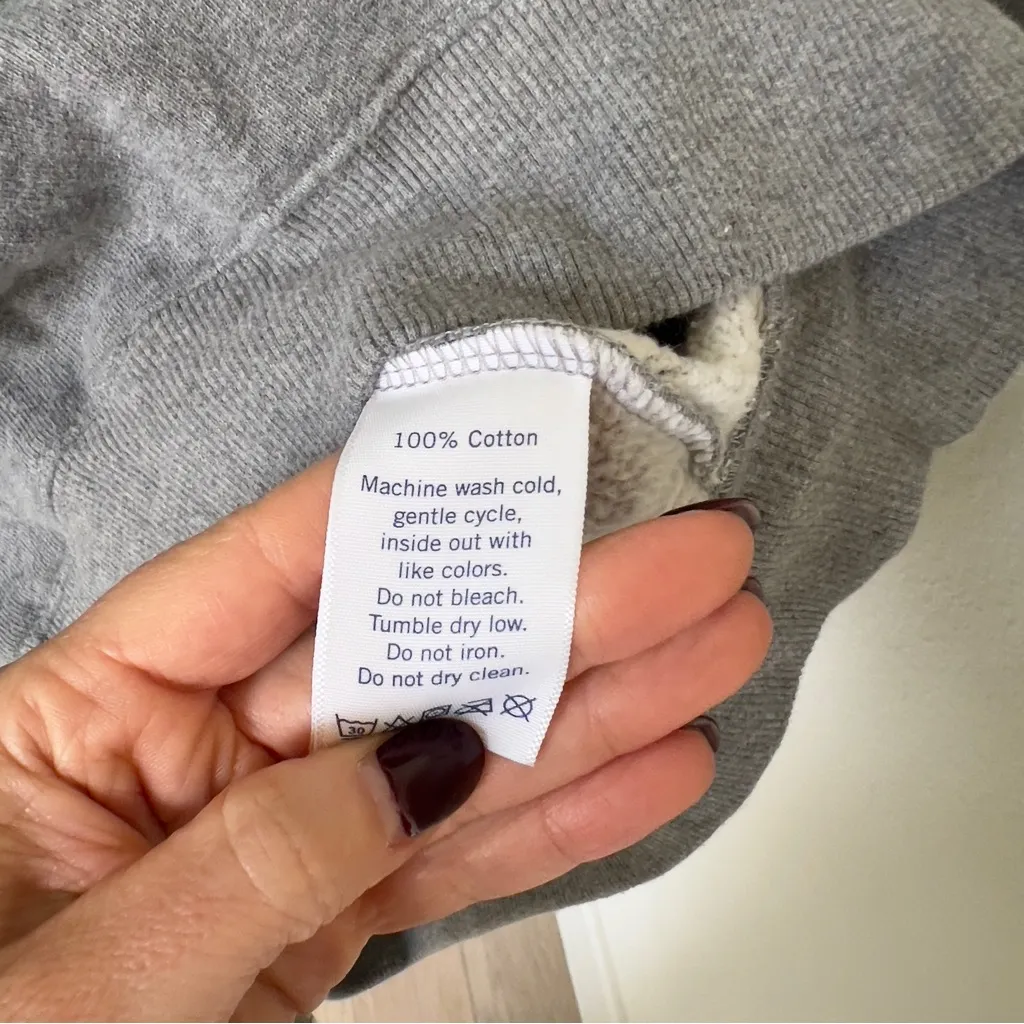 100% Cotton
Machine wash cold,
gentle cycle,
inside out with
like colors.
Do not bleach.
Tumble dry low.
Do not iron.
Do not dry clean.
30